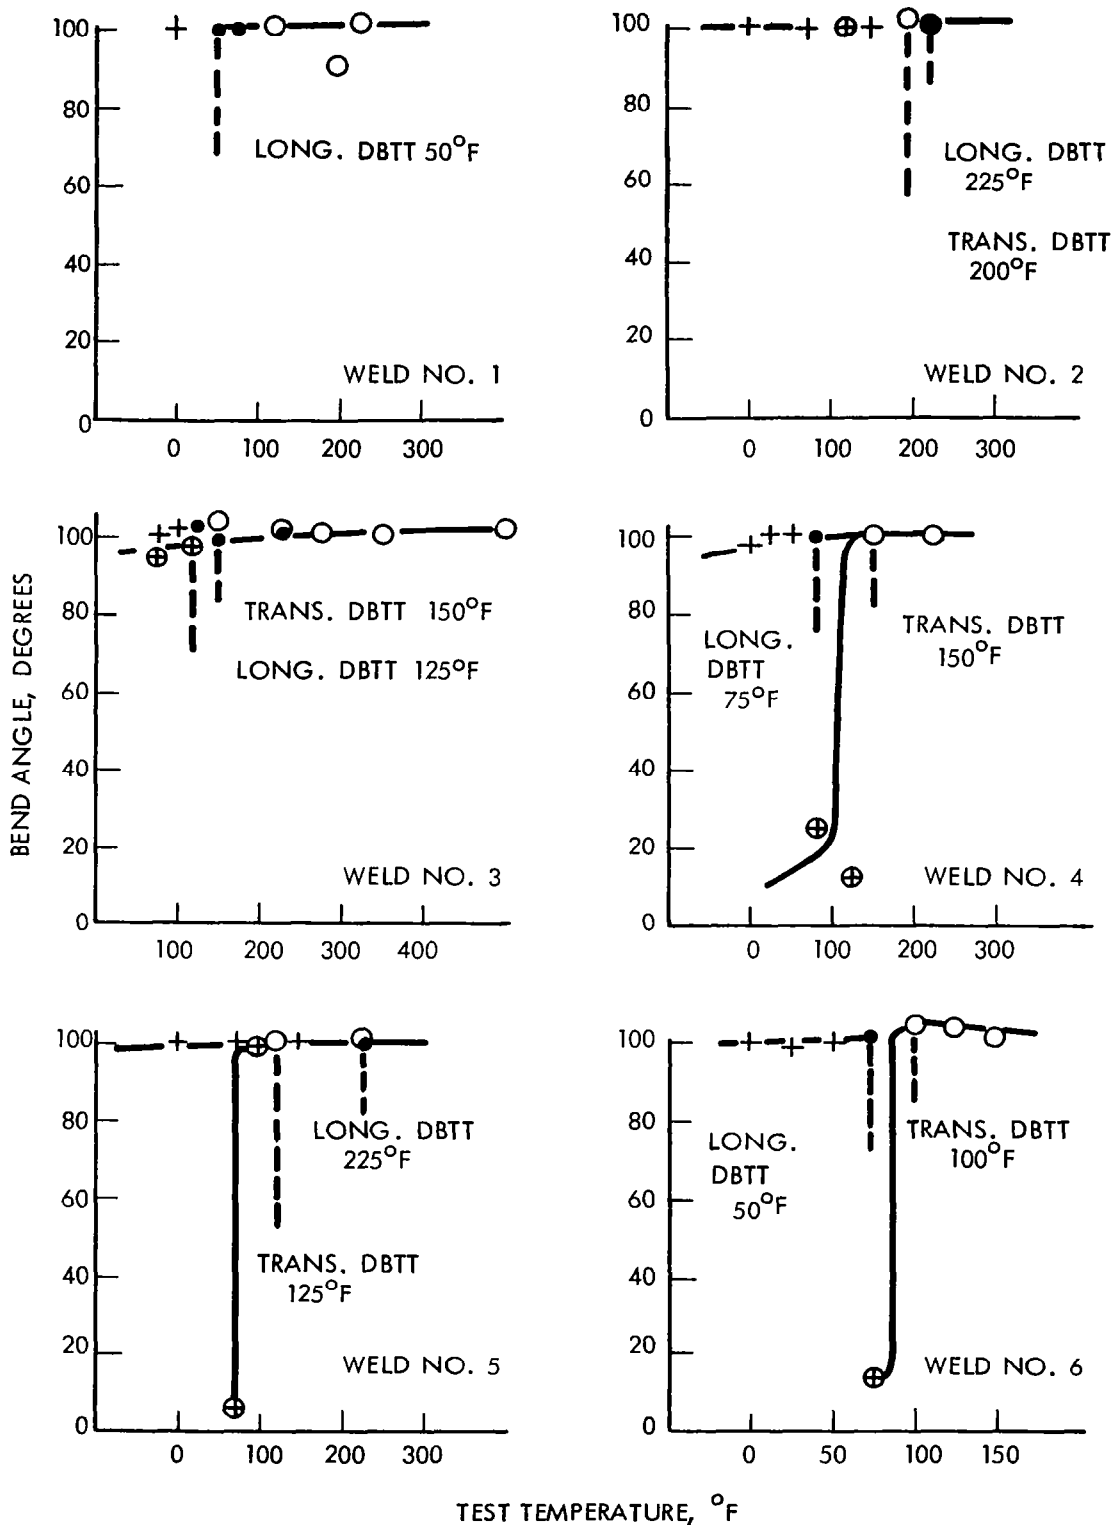 100
80
60
40
20
0
0 100 200 300
LONG. DBTT 50°F
WELD NO. 1
100
80
60
40
20
0
0 100 200 300
LONG. DBTT
225°F
TRANS. DBTT
200°F
WELD NO. 2
BEND ANGLE, DEGREES
100
80
60
40
20
0
100 200 300 400
TRANS. DBTT 150°F
LONG. DBTT 125°F
WELD NO. 3
100
80
60
40
20
0
0 100 200 300
LONG.
DBTT
75°F
TRANS. DBTT
150°F
WELD NO. 4
100
80
60
40
20
0
0 100 200 300
LONG. DBTT
225°F
TRANS. DBTT
125°F
WELD NO. 5
100
80
60
40
20
0
0 50 100 150
LONG.
DBTT
50°F
TRANS. DBTT
100°F
WELD NO. 6
TEST TEMPERATURE, °F